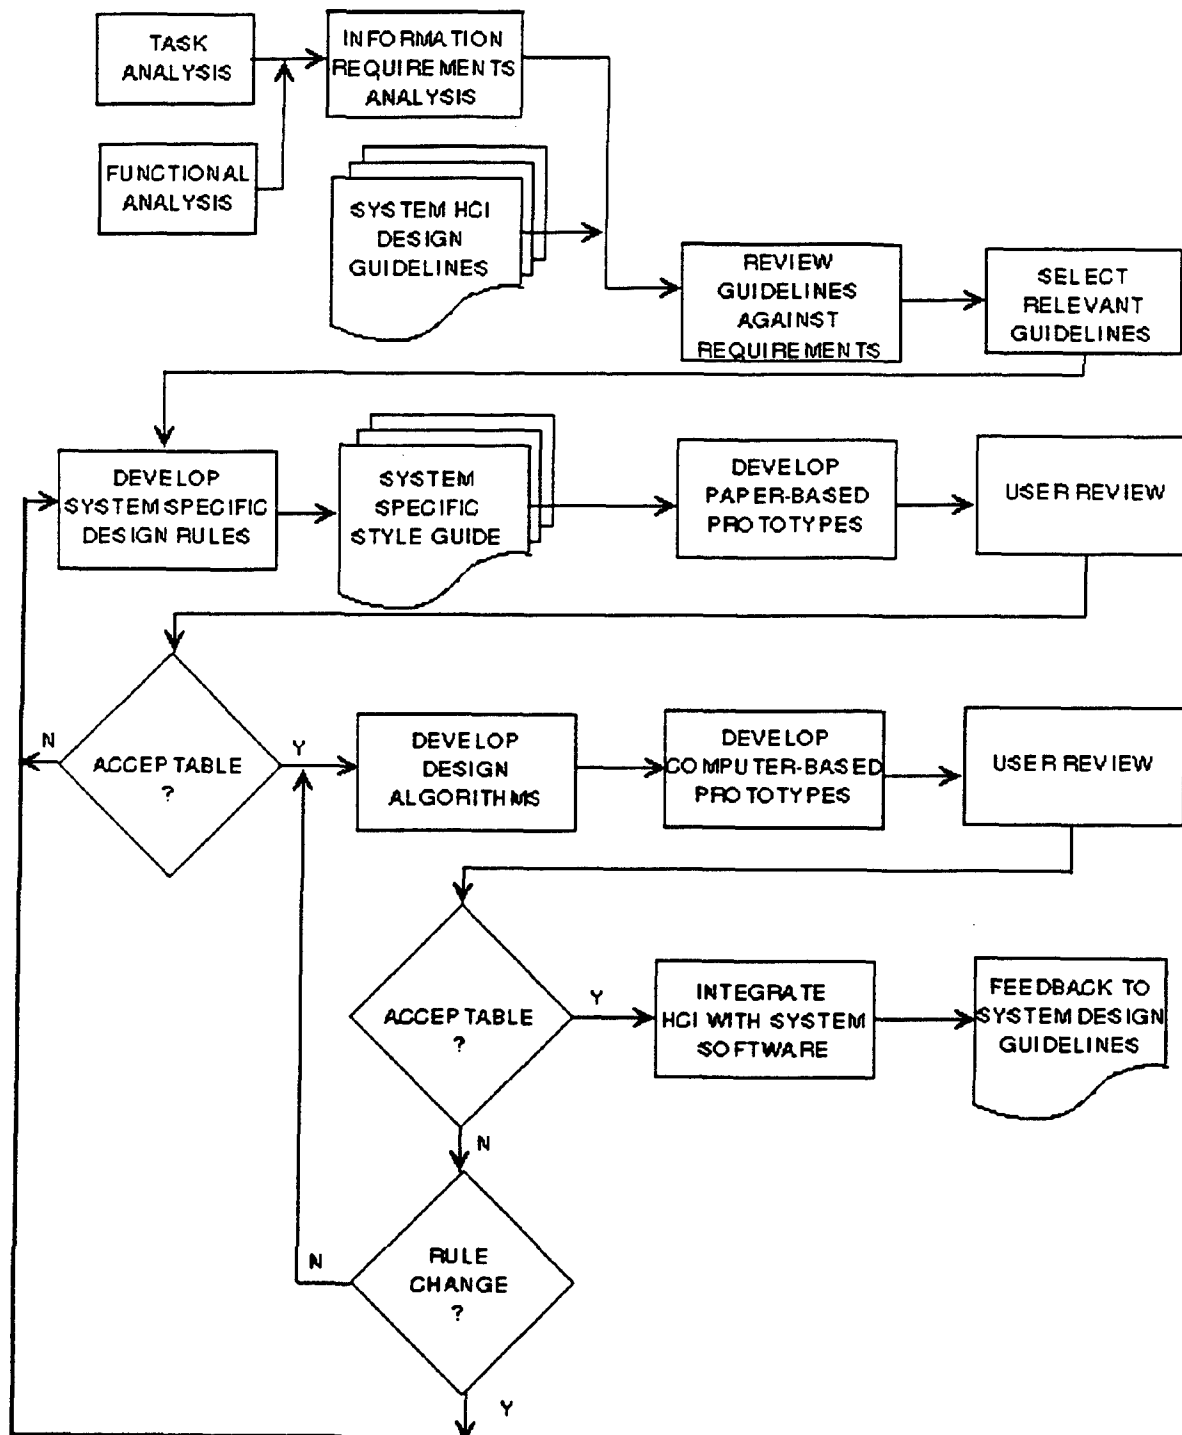 TASK
ANALYSIS
INFORMATION
REQUIREMENTS
ANALYSIS
FUNCTIONAL
ANALYSIS
SYSTEM HCI
DESIGN
GUIDELINES
REVIEW
GUIDELINES
AGAINST
REQUIREMENTS
SELECT
RELEVANT
GUIDELINES
DEVELOP
SYSTEM SPECIFIC
DESIGN RULES
SYSTEM
SPECIFIC
STYLE GUIDE
DEVELOP
PAPER-BASED
PROTOTYPES
USER REVIEW
N
ACCEPTABLE
?
Y
DEVELOP
DESIGN
ALGORITHMS
DEVELOP
COMPUTER-BASED
PROTOTYPES
USER REVIEW
ACCEPTABLE
?
Y
INTEGRATE
HCI WITH SYSTEM
SOFTWARE
FEEDBACK TO
SYSTEM DESIGN
GUIDELINES
N
N
RULE
CHANGE
?
Y